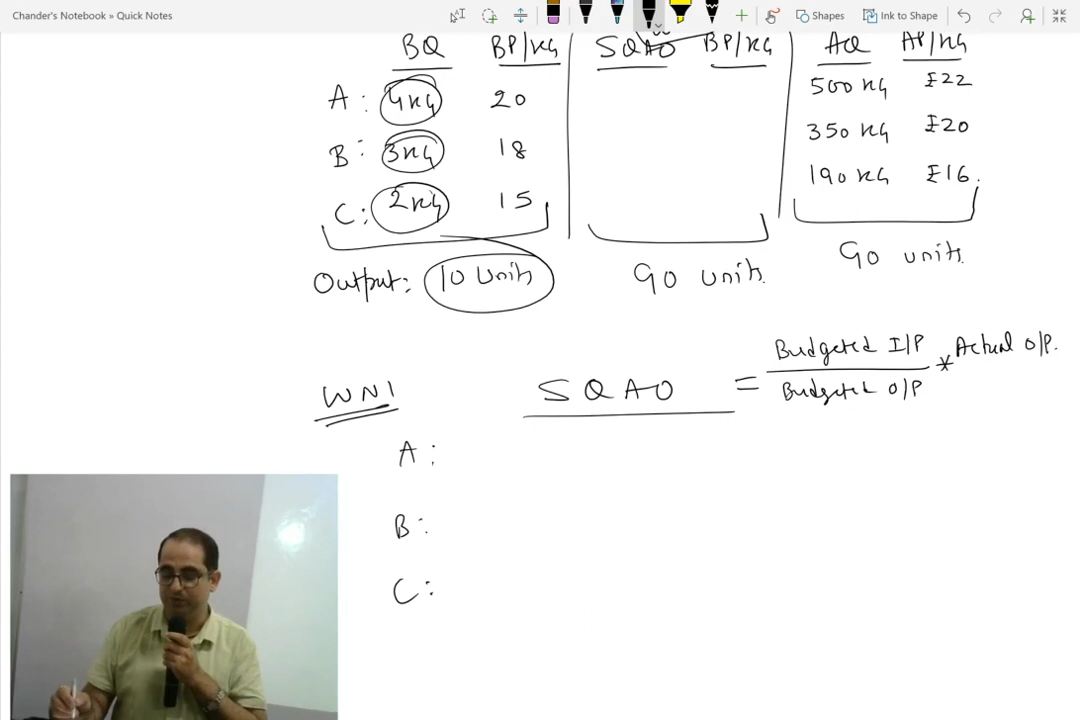 Chander's Notebook » Quick Notes
Shapes Ink to Shape
BQ BP/KG SQAO BP/KG AQ AP/KG
A: 4KG 20 500 KG £22
B: 3KG 18 350 KG £20
C: 2KG 15 190 KG £16.
Output: 10 Units 90 units. 90 units.
WN1 SQAO = Budgeted I/P / Budgeted O/P * Actual O/P.
A:
B:
C: